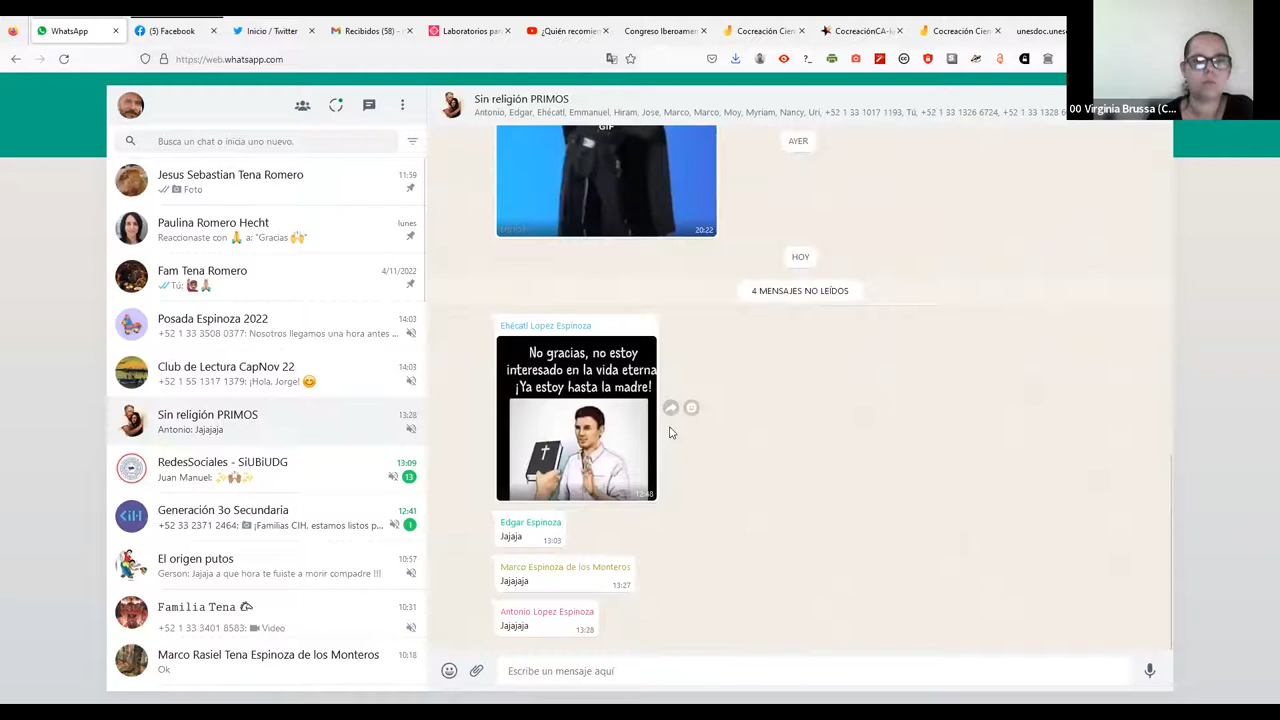 WhatsApp
(5) Facebook
Inicio / Twitter
Recibidos (58) -
Laboratorios par
¿Quién recomien
Congreso Iberoam
Cocreación Cien
CocreaciónCA-
Cocreación Cien
unesdoc.unes
https://web.whatsapp.com
00 Virginia Brussa (C...
Busca un chat o inicia uno nuevo.
Jesus Sebastian Tena Romero
11:59
Foto
Paulina Romero Hecht
lunes
Reaccionaste con 🙏 a: "Gracias 🙌"
Fam Tena Romero
4/11/2022
Tú:
Posada Espinoza 2022
14:03
+52 1 33 3508 0377: Nosotros llegamos una hora antes ...
Club de Lectura CapNov 22
14:03
+52 1 55 1317 1379: ¡Hola, Jorge! 😊
Sin religión PRIMOS
13:28
Antonio: Jajajaja
RedesSociales - SiUBiUDG
13:09
Juan Manuel: ✨🙌🏽✨
13
Generación 3o Secundaria
12:41
+52 33 2371 2464: ¡Familias CIH, estamos listos p...
1
El origen putos
10:57
Gerson: Jajaja a que hora te fuiste a morir compadre !!!
Familia Tena
10:31
+52 1 33 3401 8583: Video
Marco Rasiel Tena Espinoza de los Monteros
10:18
Ok
Sin religión PRIMOS
Antonio, Edgar, Ehécatl, Emmanuel, Hiram, Jose, Marco, Marco, Moy, Myriam, Nancy, Uri, +52 1 33 1017 1193, Tú, +52 1 33 1326 6724, +52 1 33 1328 6
GIF
20:22
AYER
HOY
4 MENSAJES NO LEÍDOS
Ehécatl Lopez Espinoza
No gracias, no estoy
interesado en la vida eterna
¡Ya estoy hasta la madre!
12:48
Edgar Espinoza
Jajaja
13:03
Marco Espinoza de los Monteros
Jajajaja
13:27
Antonio Lopez Espinoza
Jajajaja
13:28
Escribe un mensaje aquí